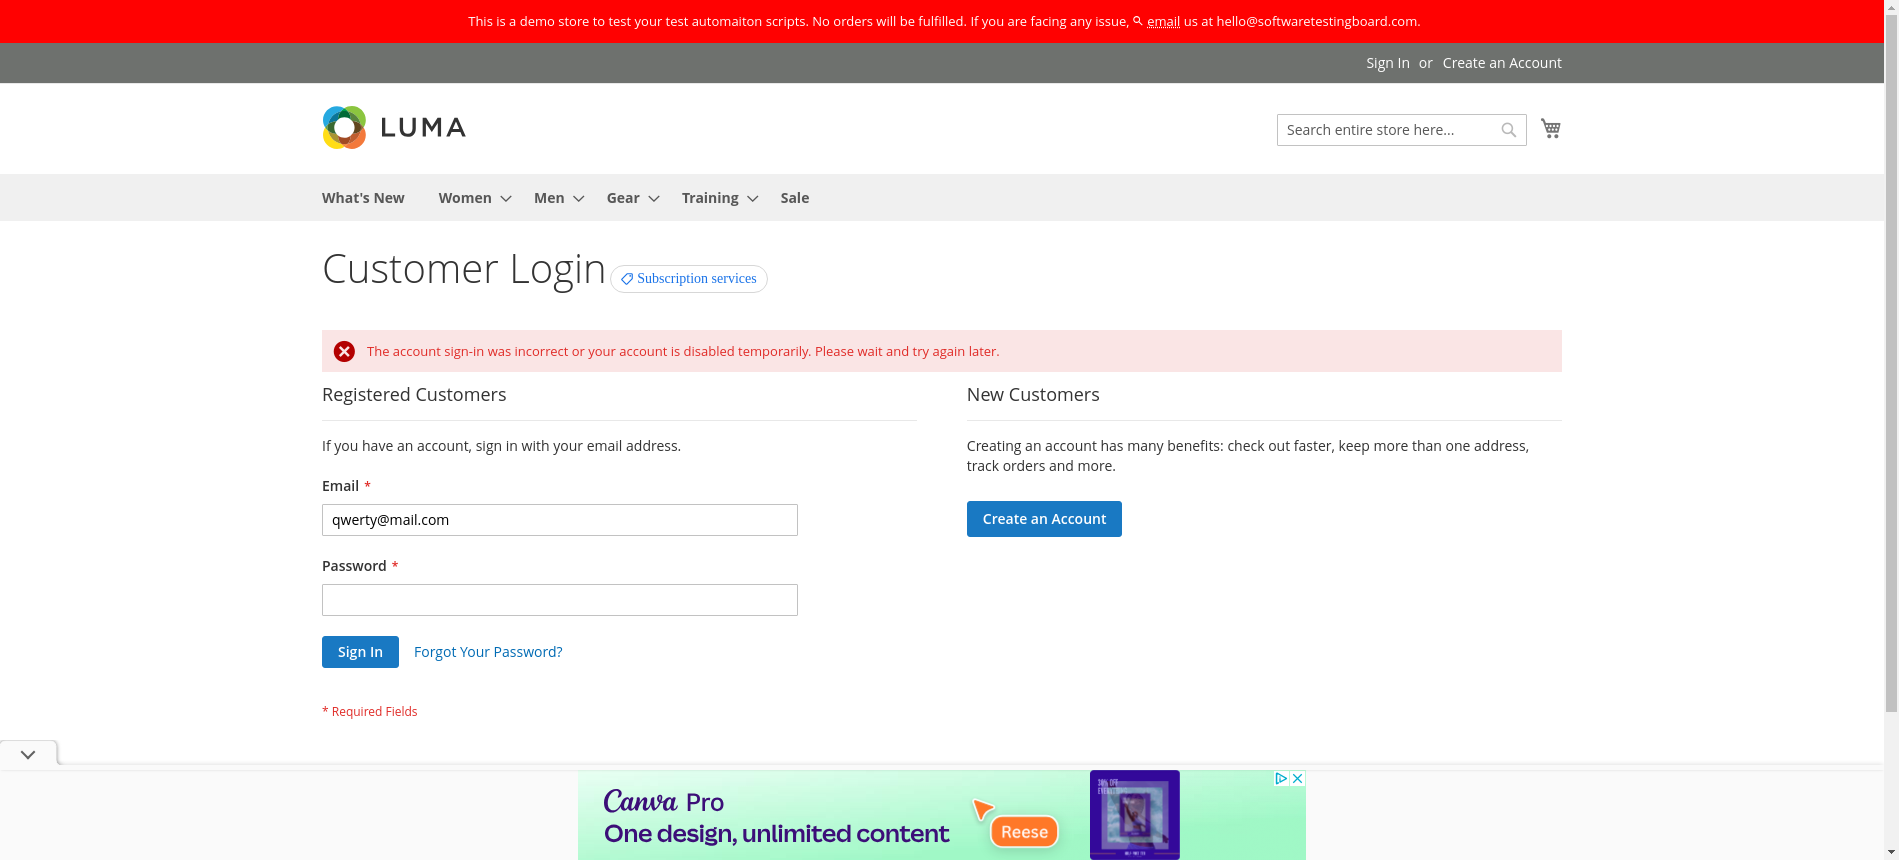 This is a demo store to test your test automaiton scripts. No orders will be fulfilled. If you are facing any issue, email us at hello@softwaretestingboard.com.
Sign In or Create an Account
LUMA
Search entire store here...
What's New Women Men Gear Training Sale
Customer Login Subscription services
The account sign-in was incorrect or your account is disabled temporarily. Please wait and try again later.
Registered Customers
If you have an account, sign in with your email address.
Email *
qwerty@mail.com
Password *
Sign In Forgot Your Password?
* Required Fields
New Customers
Creating an account has many benefits: check out faster, keep more than one address,
track orders and more.
Create an Account
Canva Pro
One design, unlimited content
Reese